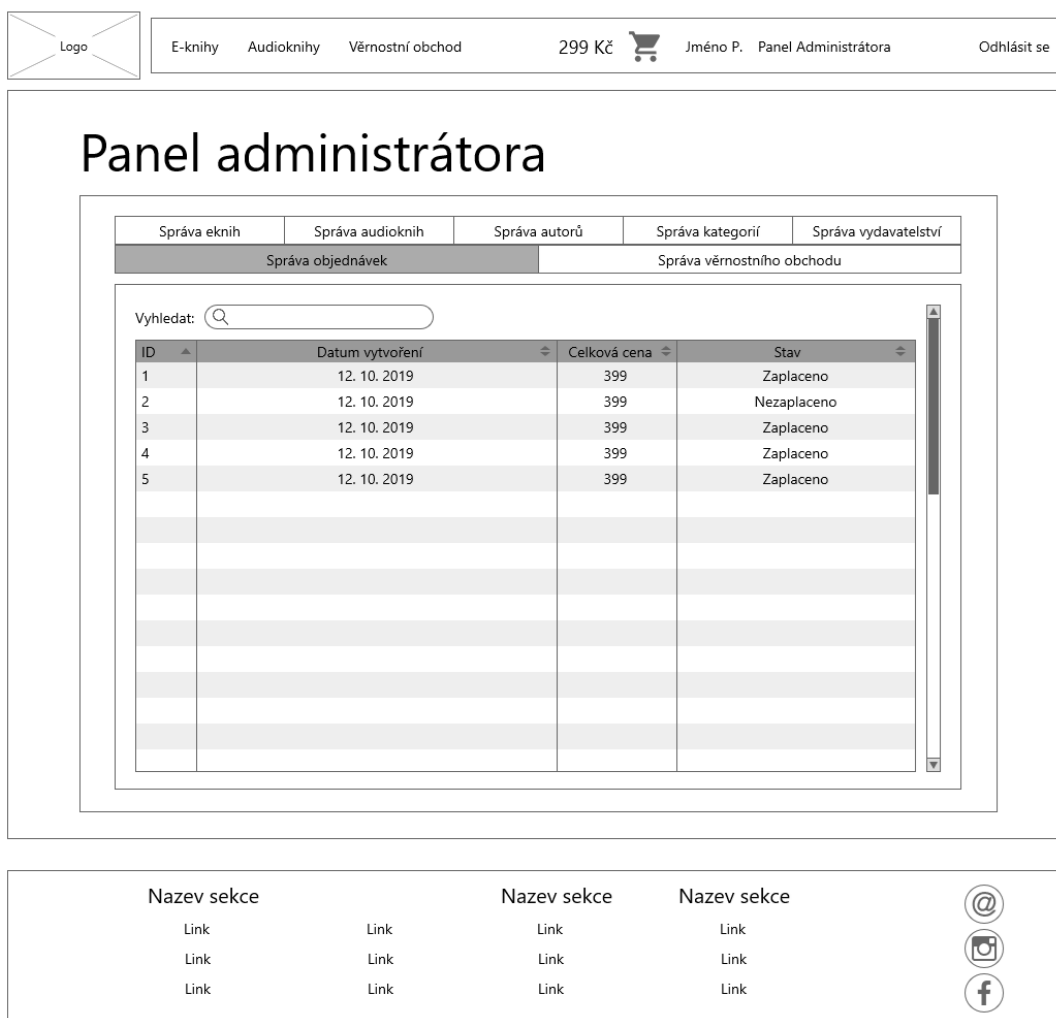 Logo E-knihy Audioknihy Věrnostní obchod 299 Kč Jméno P. Panel Administrátora Odhlásit se
Panel administrátora
Správa eknih Správa audioknih Správa autorů Správa kategorií Správa vydavatelství
Správa objednávek Správa věrnostního obchodu
Vyhledat:
ID Datum vytvoření Celková cena Stav
1 12. 10. 2019 399 Zaplaceno
2 12. 10. 2019 399 Nezaplaceno
3 12. 10. 2019 399 Zaplaceno
4 12. 10. 2019 399 Zaplaceno
5 12. 10. 2019 399 Zaplaceno
Nazev sekce Nazev sekce Nazev sekce
Link Link Link Link
Link Link Link Link
Link Link Link Link